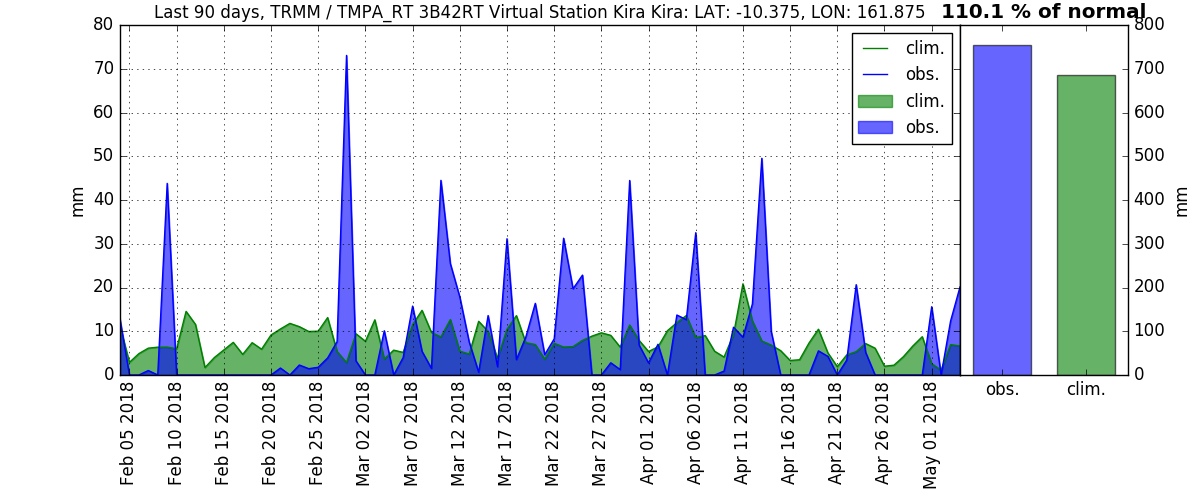 Last 90 days, TRMM / TMPA_RT 3B42RT Virtual Station Kira Kira: LAT: -10.375, LON: 161.875 110.1 % of normal
80
70
60
50
40
30
20
10
0
mm
clim.
obs.
clim.
obs.
800
700
600
500
400
300
200
100
0
mm
Feb 05 2018
Feb 10 2018
Feb 15 2018
Feb 20 2018
Feb 25 2018
Mar 02 2018
Mar 07 2018
Mar 12 2018
Mar 17 2018
Mar 22 2018
Mar 27 2018
Apr 01 2018
Apr 06 2018
Apr 11 2018
Apr 16 2018
Apr 21 2018
Apr 26 2018
May 01 2018
obs.
clim.